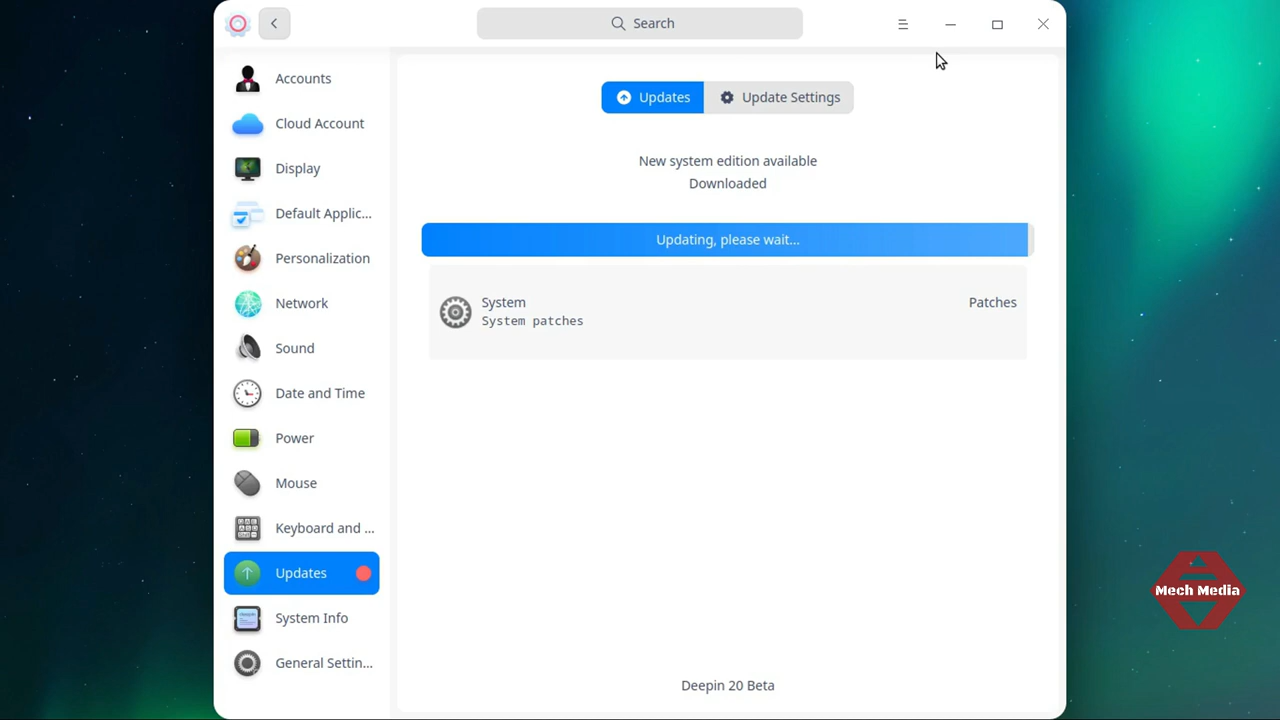 Search
Accounts
Cloud Account
Display
Default Applic...
Personalization
Network
Sound
Date and Time
Power
Mouse
Keyboard and ...
Updates
System Info
General Settin...
Updates
Update Settings
New system edition available
Downloaded
Updating, please wait...
System
Patches
System patches
Deepin 20 Beta
Mech Media